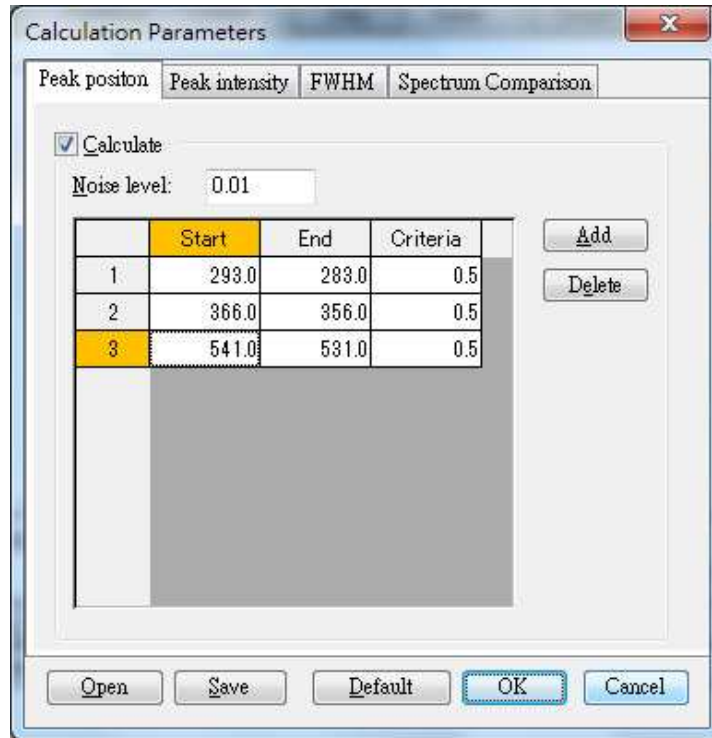 Calculation Parameters
Peak positon Peak intensity FWHM Spectrum Comparison
Calculate
Noise level: 0.01
Start End Criteria
1 293.0 283.0 0.5
2 366.0 356.0 0.5
3 541.0 531.0 0.5
Add
Delete
Open Save Default OK Cancel